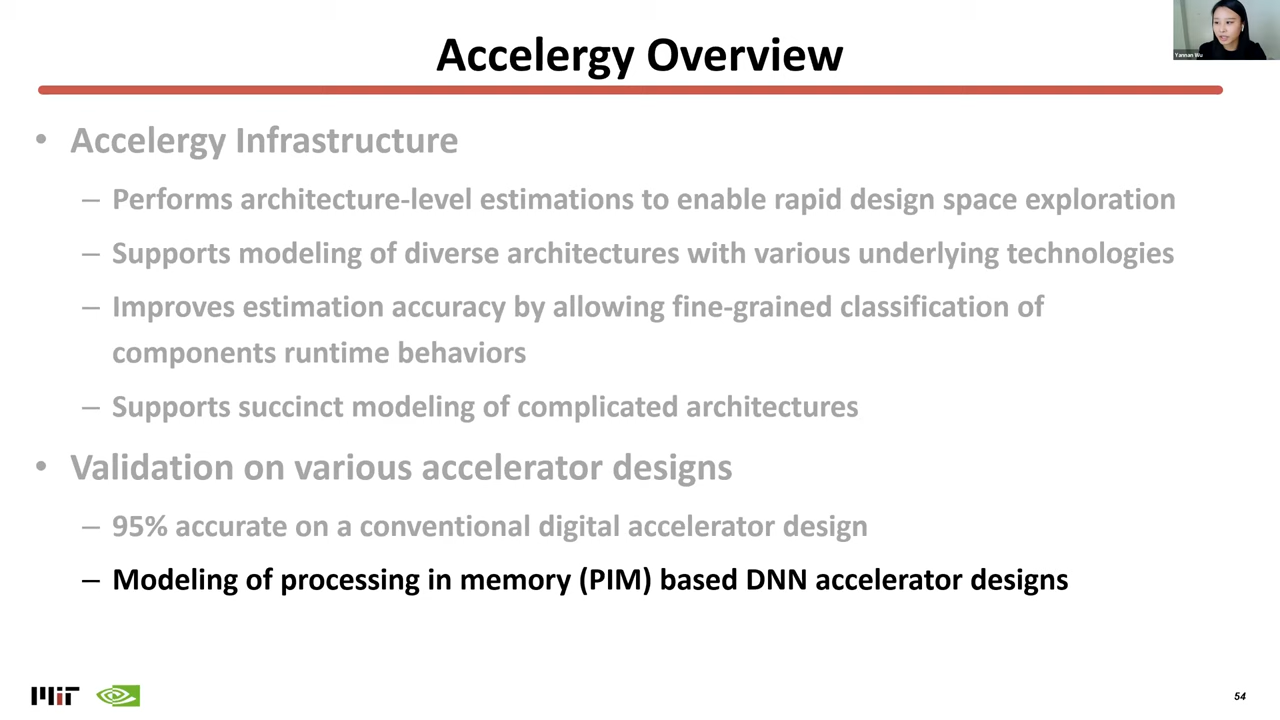 Accelergy Overview
Yannan Wu
• Accelergy Infrastructure
– Performs architecture-level estimations to enable rapid design space exploration
– Supports modeling of diverse architectures with various underlying technologies
– Improves estimation accuracy by allowing fine-grained classification of
components runtime behaviors
– Supports succinct modeling of complicated architectures
• Validation on various accelerator designs
– 95% accurate on a conventional digital accelerator design
– Modeling of processing in memory (PIM) based DNN accelerator designs
MIT
54